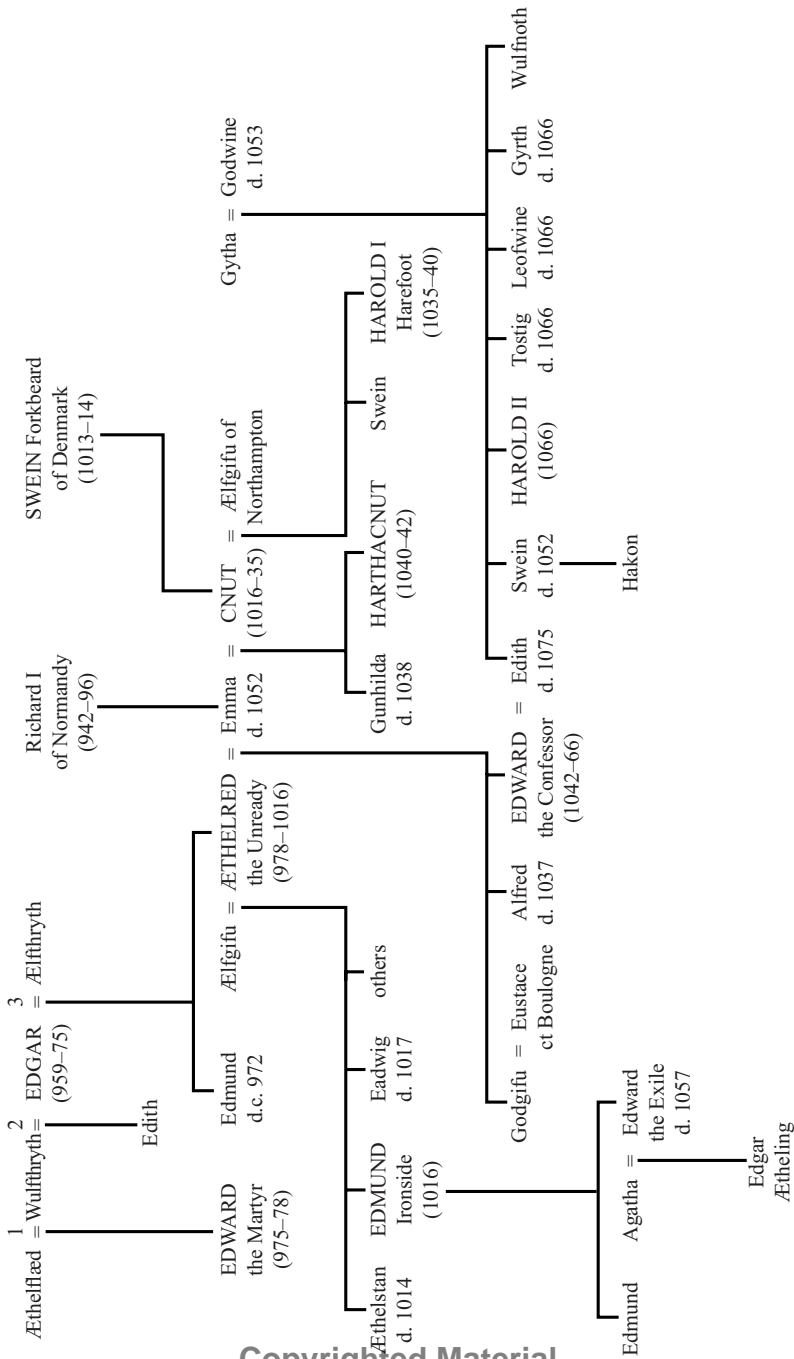 SWEIN Forkbeard
of Denmark
(1013–14)
Richard I
of Normandy
(942–96)
1
2
3
Æthelflæd = Wulfthryth = EDGAR = Ælfthryth
(959–75)
Edith
EDWARD
the Martyr
(975–78)
Edmund
d.c. 972
Ælfgifu = ÆTHELRED = Emma = CNUT = Ælfgifu of
the Unready
(978–1016)
d. 1052
(1016–35)
Northampton
Gytha = Godwine
d. 1053
Æthelstan
d. 1014
EDMUND
Ironside
(1016)
Eadwig
d. 1017
others
Gunhilda
d. 1038
HARTHACNUT
(1040–42)
Swein
HAROLD I
Harefoot
(1035–40)
Godgifu = Eustace
ct Boulogne
Alfred
d. 1037
EDWARD = Edith
the Confessor
(1042–66)
d. 1075
Swein
d. 1052
HAROLD II
(1066)
Tostig
d. 1066
Leofwine
d. 1066
Gyrth
d. 1066
Wulfnoth
Hakon
Edmund
Agatha = Edward
the Exile
d. 1057
Edgar
Ætheling
Copyrighted Material